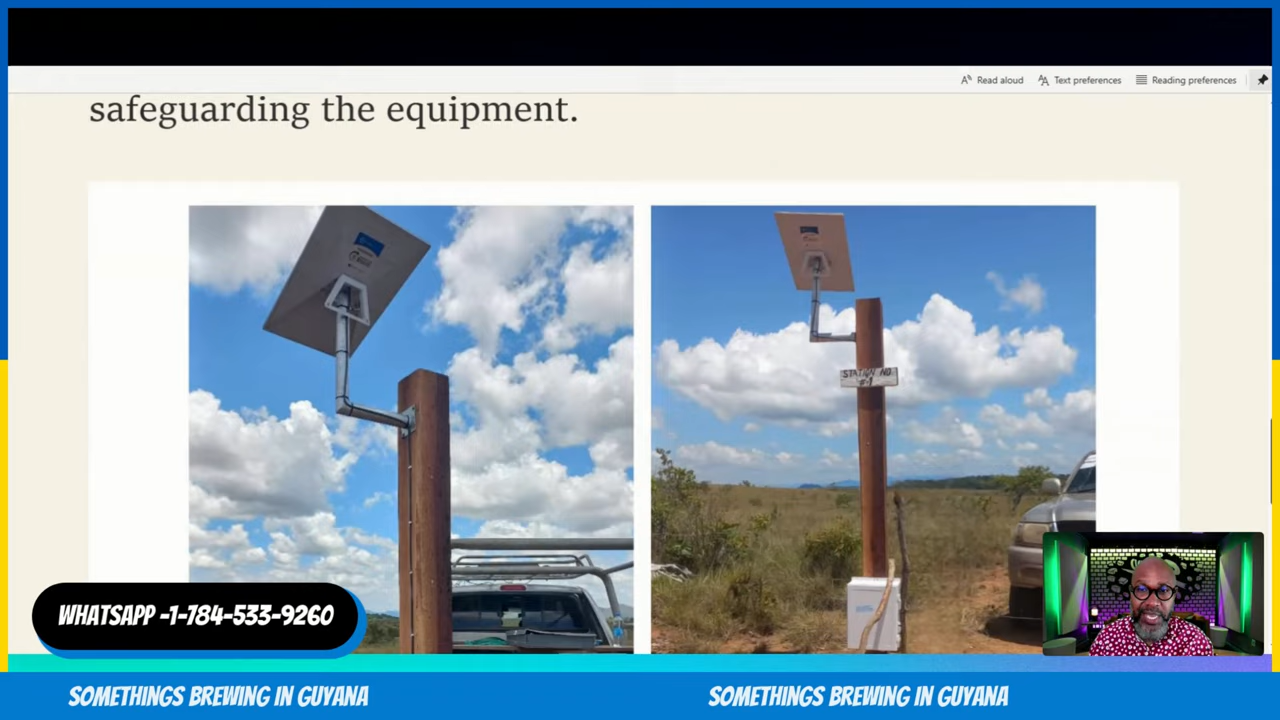 Read aloud
Text preferences
Reading preferences
safeguarding the equipment.
STATION NO
#1
WHATSAPP -1-784-533-9260
SOMETHINGS BREWING IN GUYANA
SOMETHINGS BREWING IN GUYANA